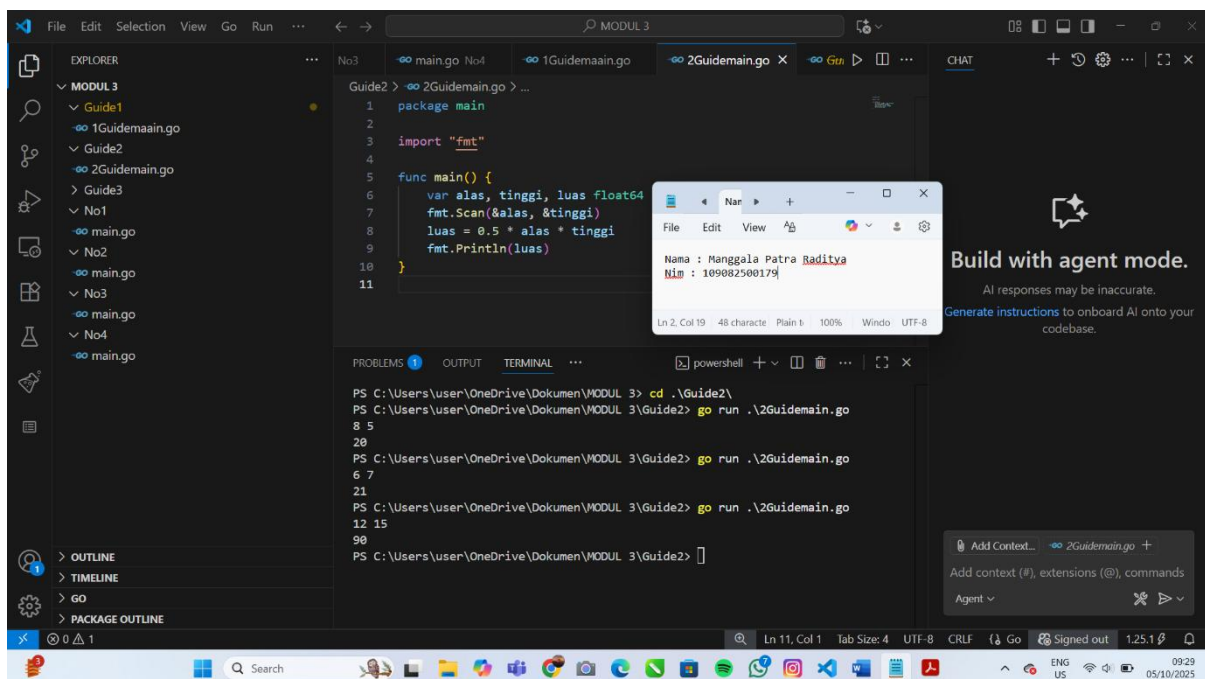 File Edit Selection View Go Run ···
MODUL 3
EXPLORER
MODUL 3
Guide1
1Guidemaain.go
Guide2
2Guidemain.go
Guide3
No1
main.go
No2
main.go
No3
main.go
No4
main.go
OUTLINE
TIMELINE
GO
PACKAGE OUTLINE
No3 main.go No4 1Guidemaain.go 2Guidemain.go
Guide2 > 2Guidemain.go > ...
1 package main
2
3 import "fmt"
4
5 func main() {
6 var alas, tinggi, luas float64
7 fmt.Scan(&alas, &tinggi)
8 luas = 0.5 * alas * tinggi
9 fmt.Println(luas)
10 }
11
File Edit View
Nama : Manggala Patra Raditya
Nim : 109082500179
Ln 2, Col 19 48 characte Plain 100% Windo UTF-8
PROBLEMS 1 OUTPUT TERMINAL ··· powershell
PS C:\Users\user\OneDrive\Dokumen\MODUL 3> cd .\Guide2\
PS C:\Users\user\OneDrive\Dokumen\MODUL 3\Guide2> go run .\2Guidemain.go
8 5
20
PS C:\Users\user\OneDrive\Dokumen\MODUL 3\Guide2> go run .\2Guidemain.go
6 7
21
PS C:\Users\user\OneDrive\Dokumen\MODUL 3\Guide2> go run .\2Guidemain.go
12 15
90
PS C:\Users\user\OneDrive\Dokumen\MODUL 3\Guide2>
CHAT
Build with agent mode.
AI responses may be inaccurate.
Generate instructions to onboard AI onto your
codebase.
Add Context... 2Guidemain.go +
Add context (#), extensions (@), commands
Agent
0 1 Ln 11, Col 1 Tab Size: 4 UTF-8 CRLF Go Signed out 1.25.1
Search
ENG
US
09:29
05/10/2025